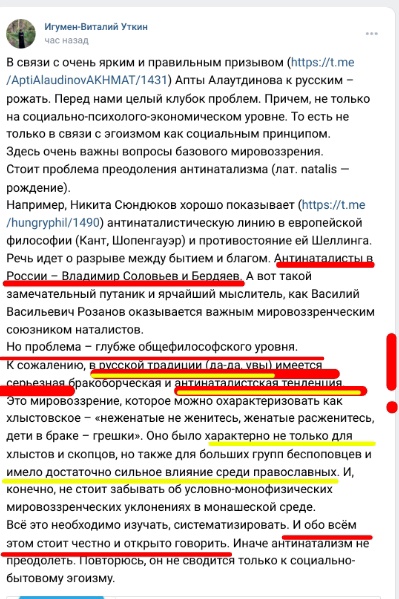 Игумен-Виталий Уткин
час назад
В связи с очень ярким и правильным призывом (https://t.me
/AptiAlaudinovAKHMAT/1431) Апты Алаутдинова к русским –
рожать. Перед нами целый клубок проблем. Причем, не только
на социально-психолого-экономическом уровне. То есть не
только в связи с эгоизмом как социальным принципом.
Здесь очень важны вопросы базового мировоззрения.
Стоит проблема преодоления антинатализма (лат. natalis —
рождение).
Например, Никита Сюндюков хорошо показывает (https://t.me
/hungryphil/1490) антинаталистическую линию в европейской
философии (Кант, Шопенгауэр) и противостояние ей Шеллинга.
Речь идет о разрыве между бытием и благом. Антинаталисты в
России – Владимир Соловьев и Бердяев. А вот такой
замечательный путаник и ярчайший мыслитель, как Василий
Васильевич Розанов оказывается важным мировоззренческим
союзником наталистов.
Но проблема – глубже общефилософского уровня.
К сожалению, в русской традиции (да-да, увы) имеется
серьезная бракоборческая и антинаталистская тенденция.
Это мировоззрение, которое можно охарактеризовать как
хлыстовское – «неженатые не женитесь, женатые расженитесь,
дети в браке – грешки». Оно было характерно не только для
хлыстов и скопцов, но также для больших групп беспоповцев и
имело достаточно сильное влияние среди православных. И,
конечно, не стоит забывать об условно-монофизических
мировоззренческих уклонениях в монашеской среде.
Всё это необходимо изучать, систематизировать. И обо всём
этом стоит честно и открыто говорить. Иначе антинатализм не
преодолеть. Повторюсь, он не сводится только к социально-
бытовому эгоизму.